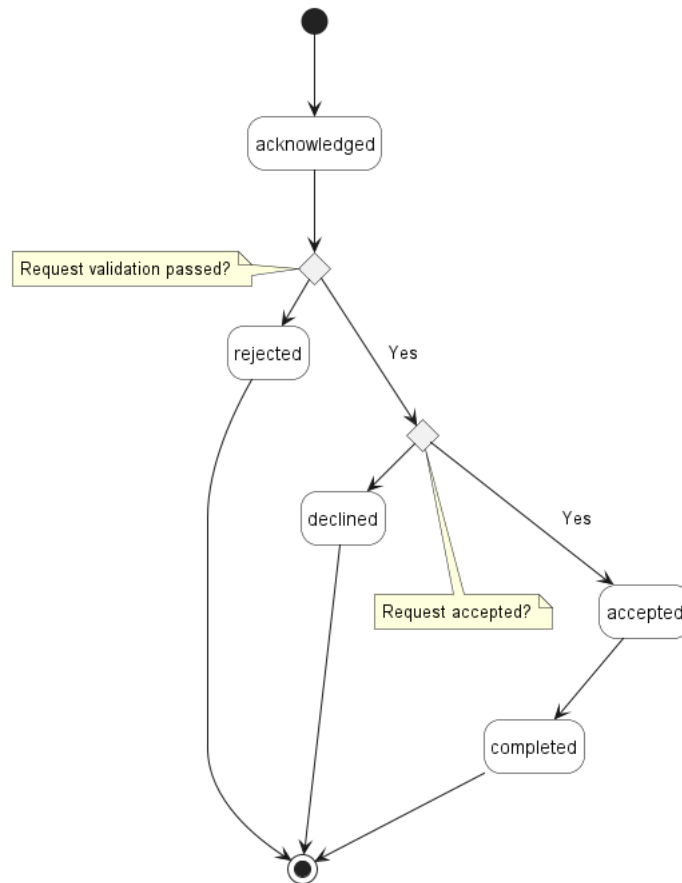 acknowledged
Request validation passed?
rejected
Yes
declined
Yes
Request accepted?
accepted
completed